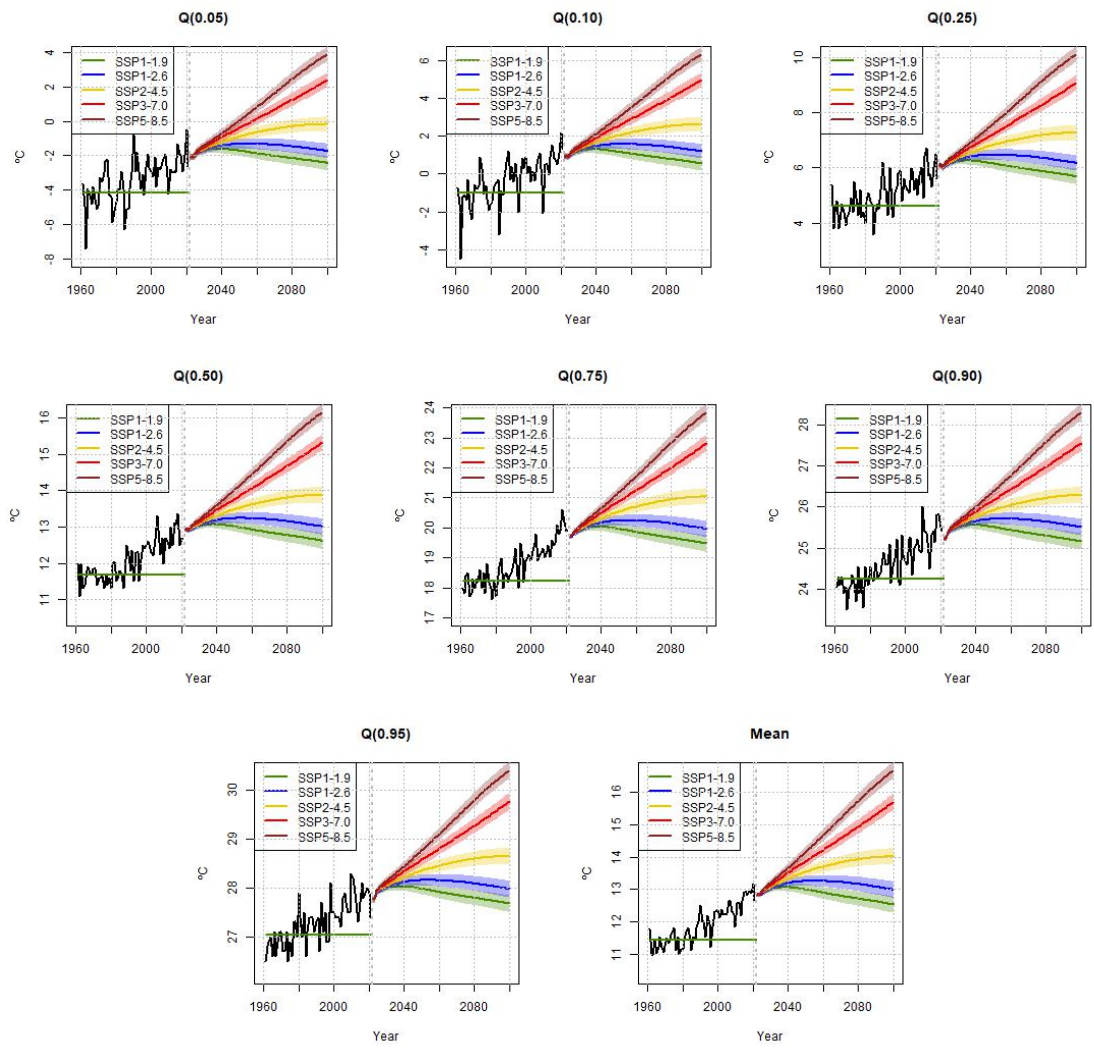 Q(0.05)
4
2
0
-2
-4
-6
-8
ºC
SSP1-1.9
SSP1-2.6
SSP2-4.5
SSP3-7.0
SSP5-8.5
1960
2000
2040
2080
Year
Q(0.10)
6
4
2
0
-2
-4
ºC
SSP1-1.9
SSP1-2.6
SSP2-4.5
SSP3-7.0
SSP5-8.5
1960
2000
2040
2080
Year
Q(0.25)
10
8
6
4
ºC
SSP1-1.9
SSP1-2.6
SSP2-4.5
SSP3-7.0
SSP5-8.5
1960
2000
2040
2080
Year
Q(0.50)
16
15
14
13
12
11
ºC
SSP1-1.9
SSP1-2.6
SSP2-4.5
SSP3-7.0
SSP5-8.5
1960
2000
2040
2080
Year
Q(0.75)
24
23
22
21
20
19
18
17
ºC
SSP1-1.9
SSP1-2.6
SSP2-4.5
SSP3-7.0
SSP5-8.5
1960
2000
2040
2080
Year
Q(0.90)
28
27
26
25
24
ºC
SSP1-1.9
SSP1-2.6
SSP2-4.5
SSP3-7.0
SSP5-8.5
1960
2000
2040
2080
Year
Q(0.95)
30
29
28
27
ºC
SSP1-1.9
SSP1-2.6
SSP2-4.5
SSP3-7.0
SSP5-8.5
1960
2000
2040
2080
Year
Mean
16
15
14
13
12
11
ºC
SSP1-1.9
SSP1-2.6
SSP2-4.5
SSP3-7.0
SSP5-8.5
1960
2000
2040
2080
Year